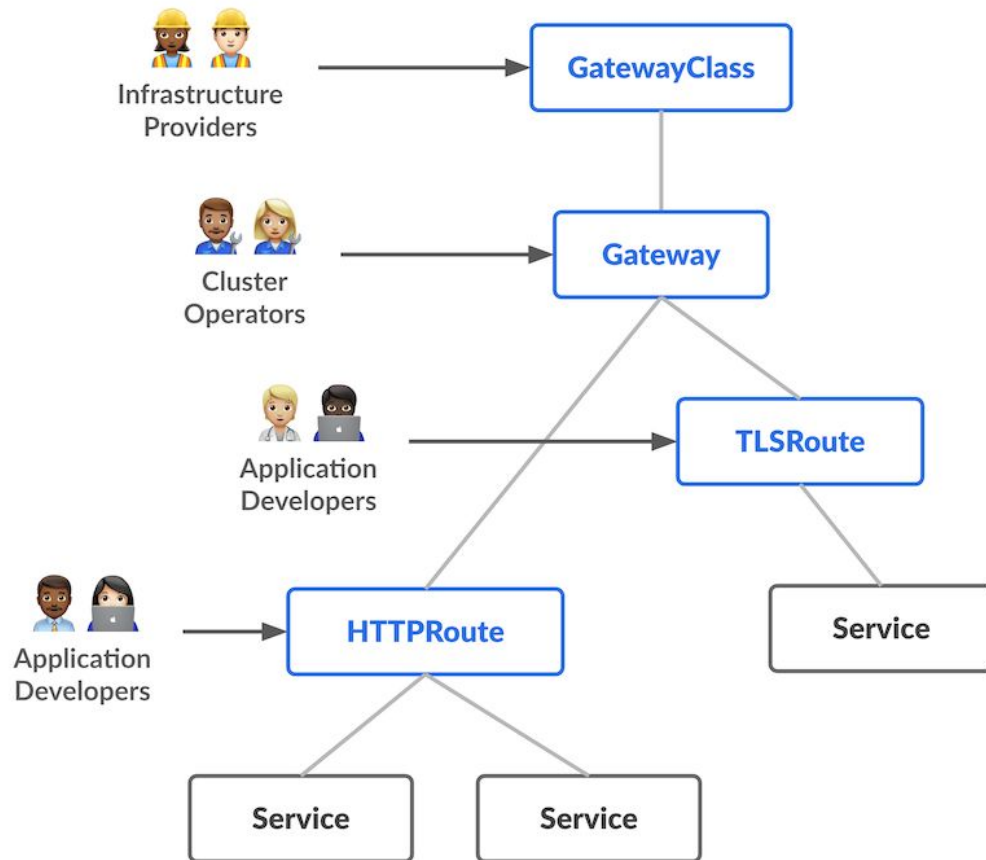 GatewayClass
Infrastructure
Providers
Gateway
Cluster
Operators
TLSRoute
Application
Developers
HTTPRoute
Service
Application
Developers
Service
Service